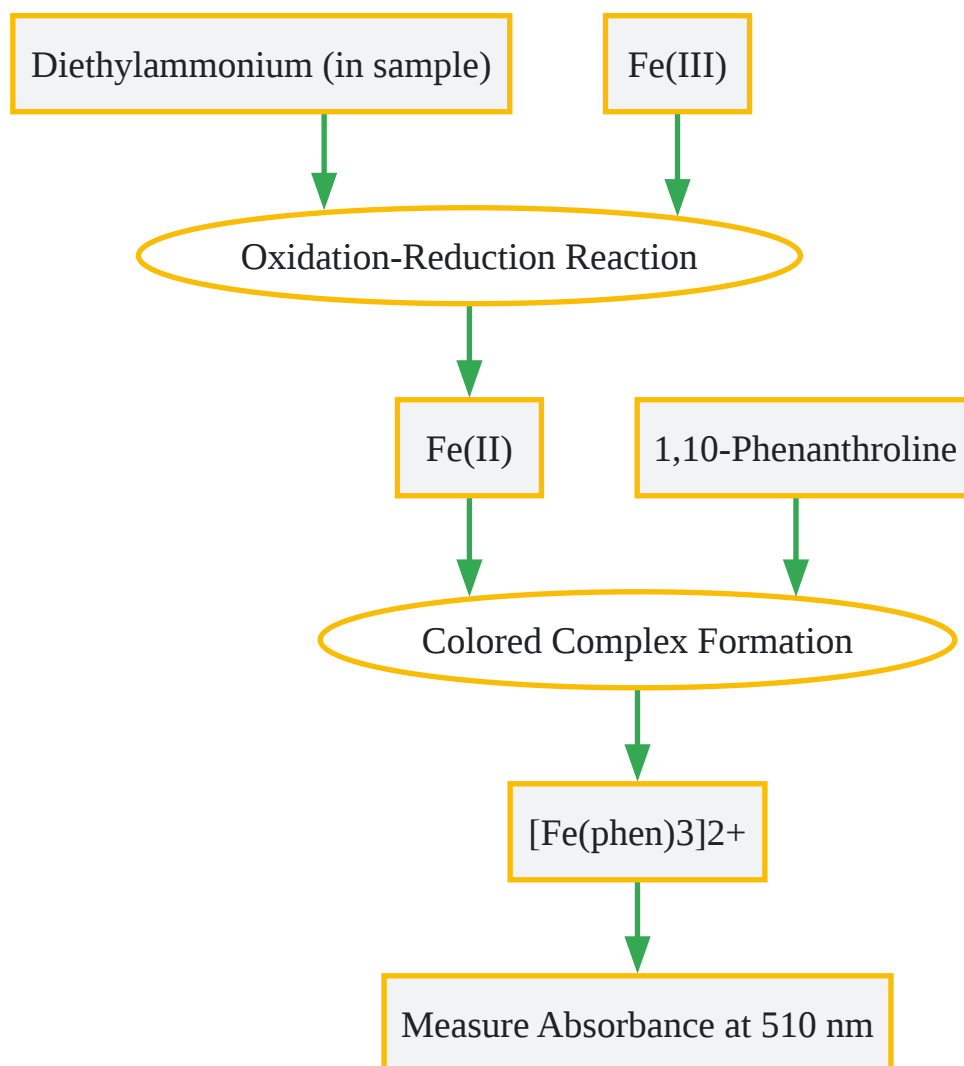 Diethylammonium (in sample)
Fe(III)
Oxidation-Reduction Reaction
Fe(II)
1,10-Phenanthroline
Colored Complex Formation
[Fe(phen)3]2+
Measure Absorbance at 510 nm